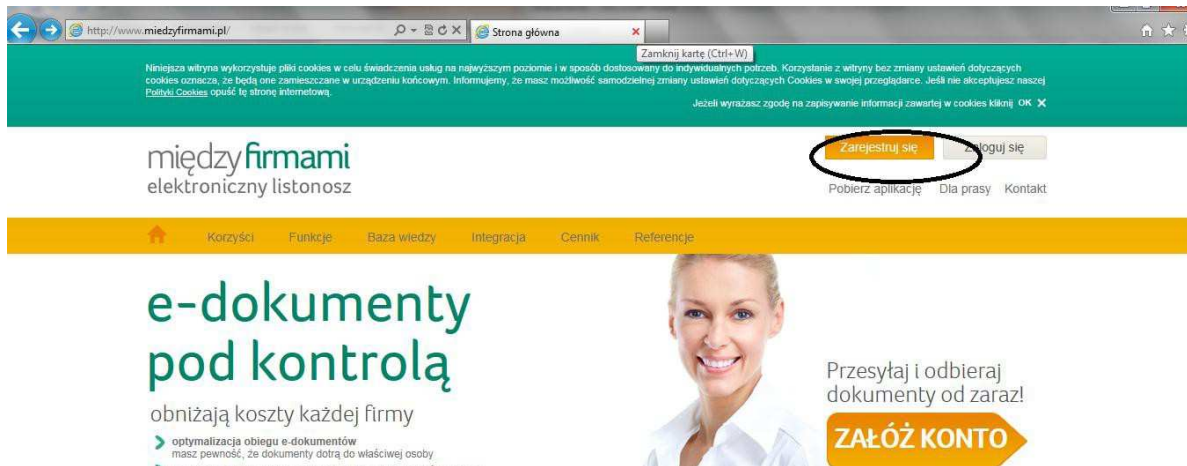 http://www.miedzyfirmami.pl/
Strona główna
Zamknij kartę (Ctrl+W)
Niniejsza witryna wykorzystuje pliki cookies w celu świadczenia usług na najwyższym poziomie i w sposób dostosowany do indywidualnych potrzeb. Korzystanie z witryny bez zmiany ustawień dotyczących
cookies oznacza, że będą one zamieszczane w urządzeniu końcowym. Informujemy, że masz możliwość samodzielnej zmiany ustawień dotyczących Cookies w swojej przeglądarce. Jeśli nie akceptujesz naszej
Polityki Cookies opuść tę stronę internetową.
Jeżeli wyrażasz zgodę na zapisywanie informacji zawartej w cookies kliknij OK X
międzyfirmami
elektroniczny listonosz
Zarejestruj się
Zaloguj się
Pobierz aplikację Dla prasy Kontakt
Korzyści Funkcje Baza wiedzy Integracja Cennik Referencje
e-dokumenty
pod kontrolą
obniżają koszty każdej firmy
optymalizacja obiegu e-dokumentów
masz pewność, że dokumenty dotrą do właściwej osoby
Przesyłaj i odbieraj
dokumenty od zaraz!
ZAŁÓŻ KONTO